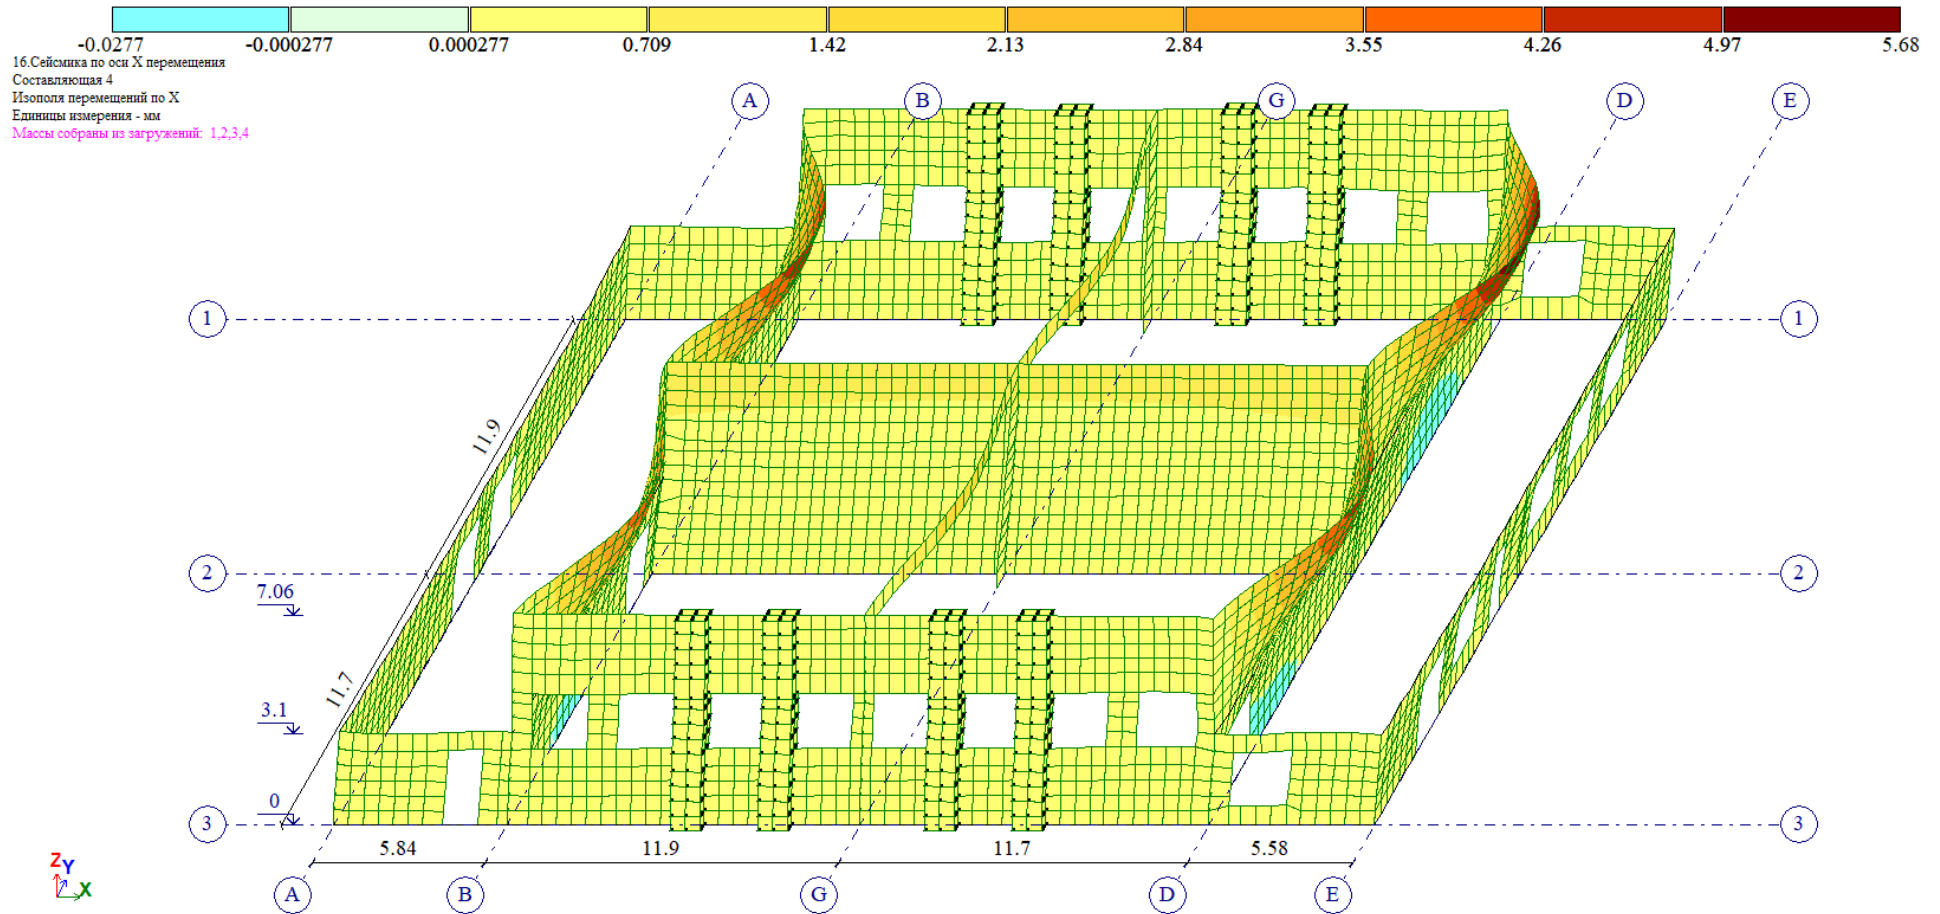 -0.0277 -0.000277 0.000277 0.709 1.42 2.13 2.84 3.55 4.26 4.97 5.68
16.Сейсмика по оси X перемещения
Составляющая 4
Изополя перемещений по X
Единицы измерения - мм
Массы собраны из загружений: 1,2,3,4
A B G D E
1 1
11.9
2 2
7.06
11.7
3.1
0
3 3
5.84 11.9 11.7 5.58
Z Y X
A B G D E